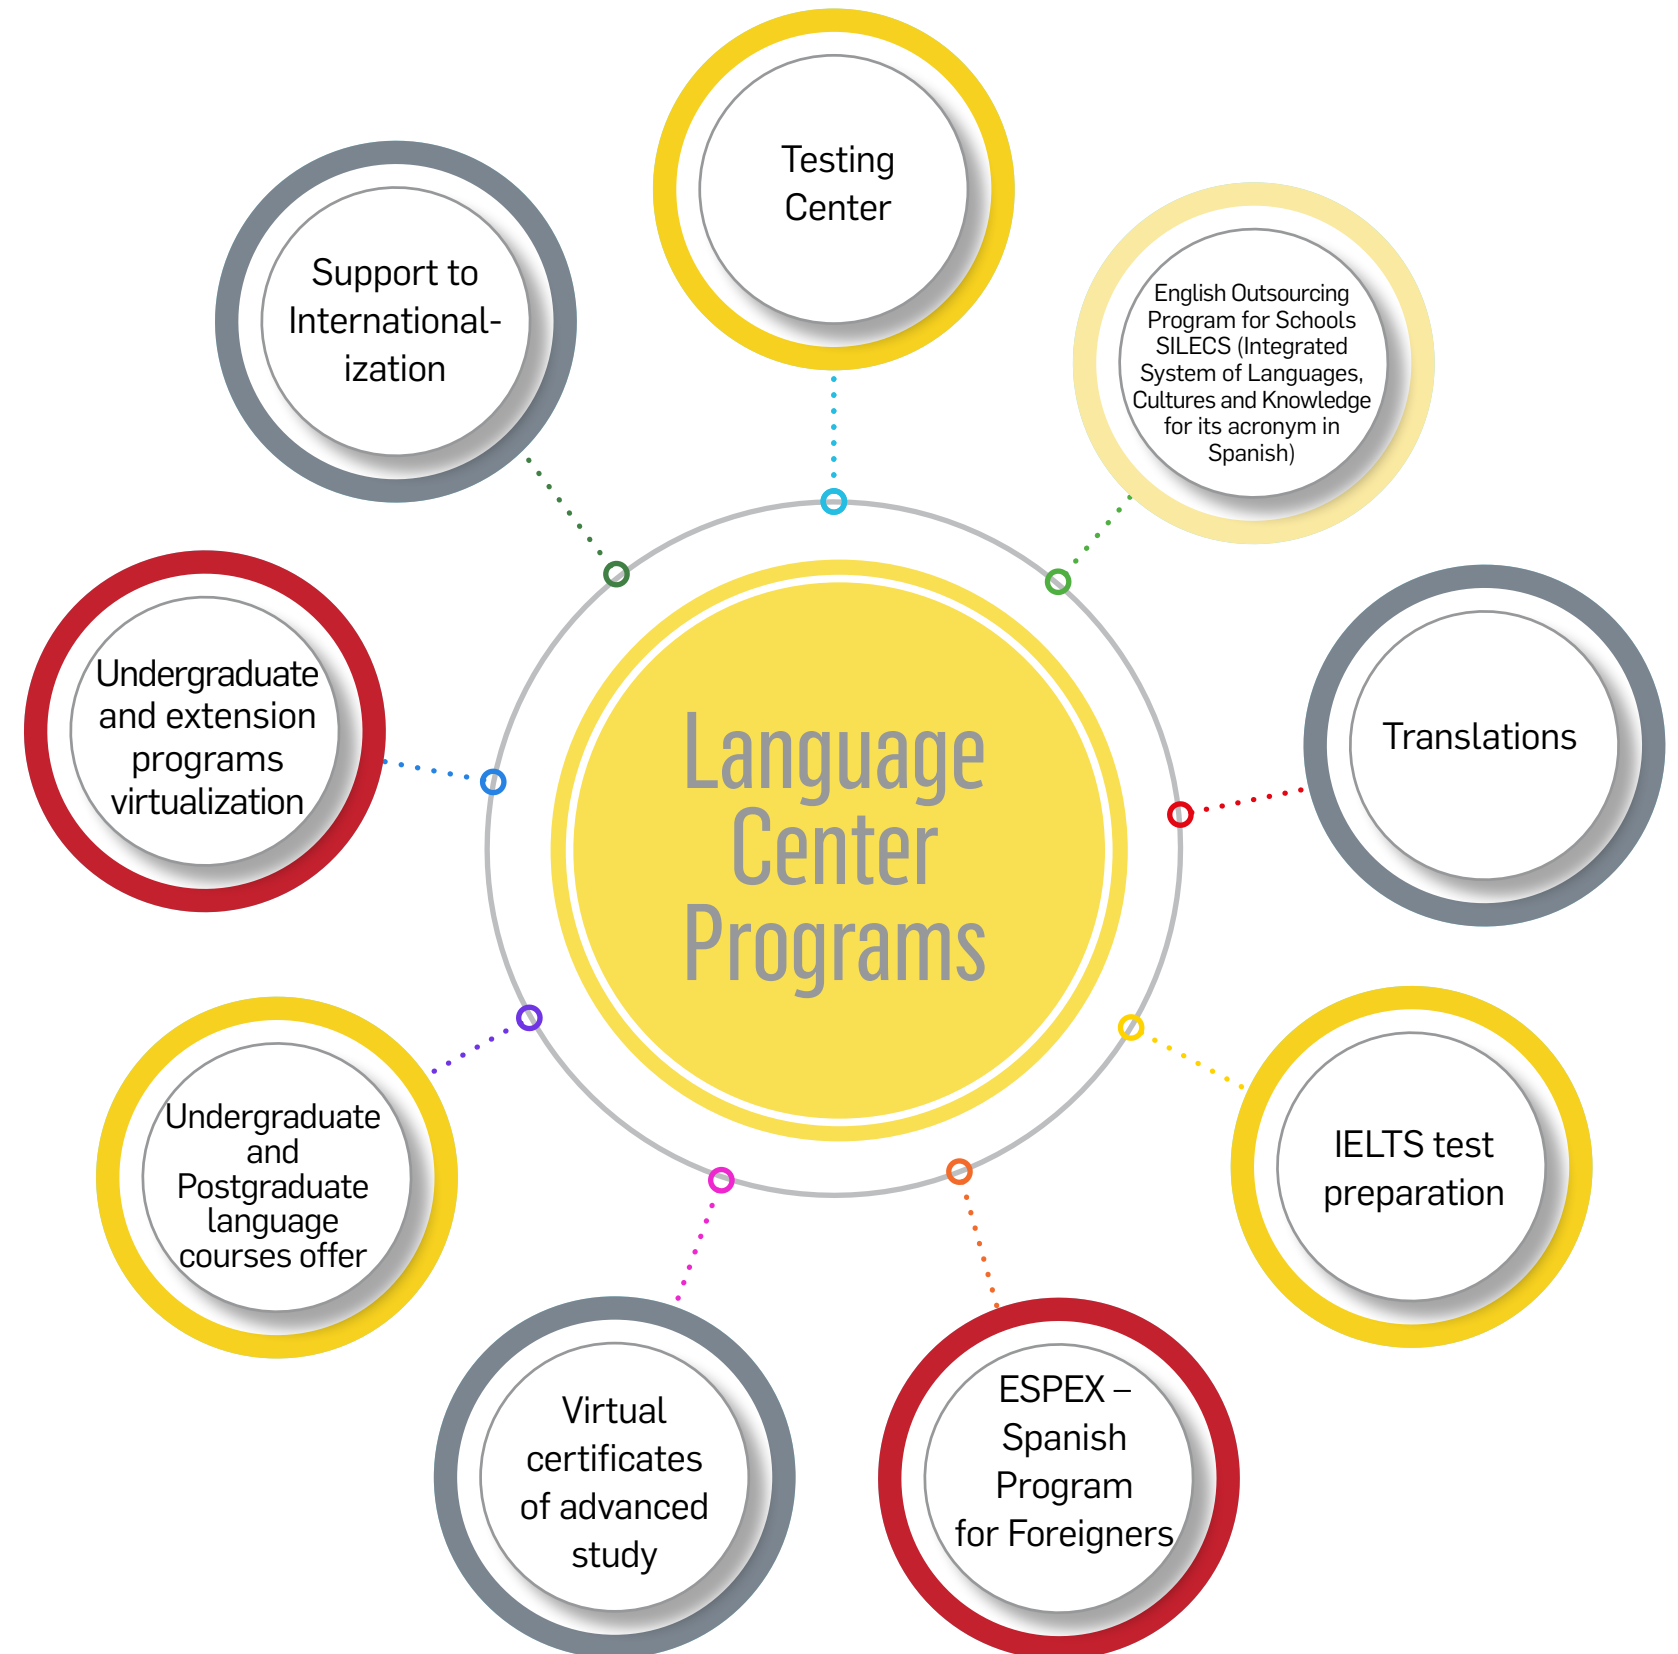 Testing
Center
English Outsourcing
Program for Schools
SILECS (Integrated
System of Languages,
Cultures and Knowledge
for its acronym in
Spanish)
Translations
IELTS test
preparation
ESPEX –
Spanish
Program
for Foreigners
Virtual
certificates
of advanced
study
Undergraduate
and
Postgraduate
language
courses offer
Undergraduate
and extension
programs
virtualization
Support to
International-
ization
Language
Center
Programs